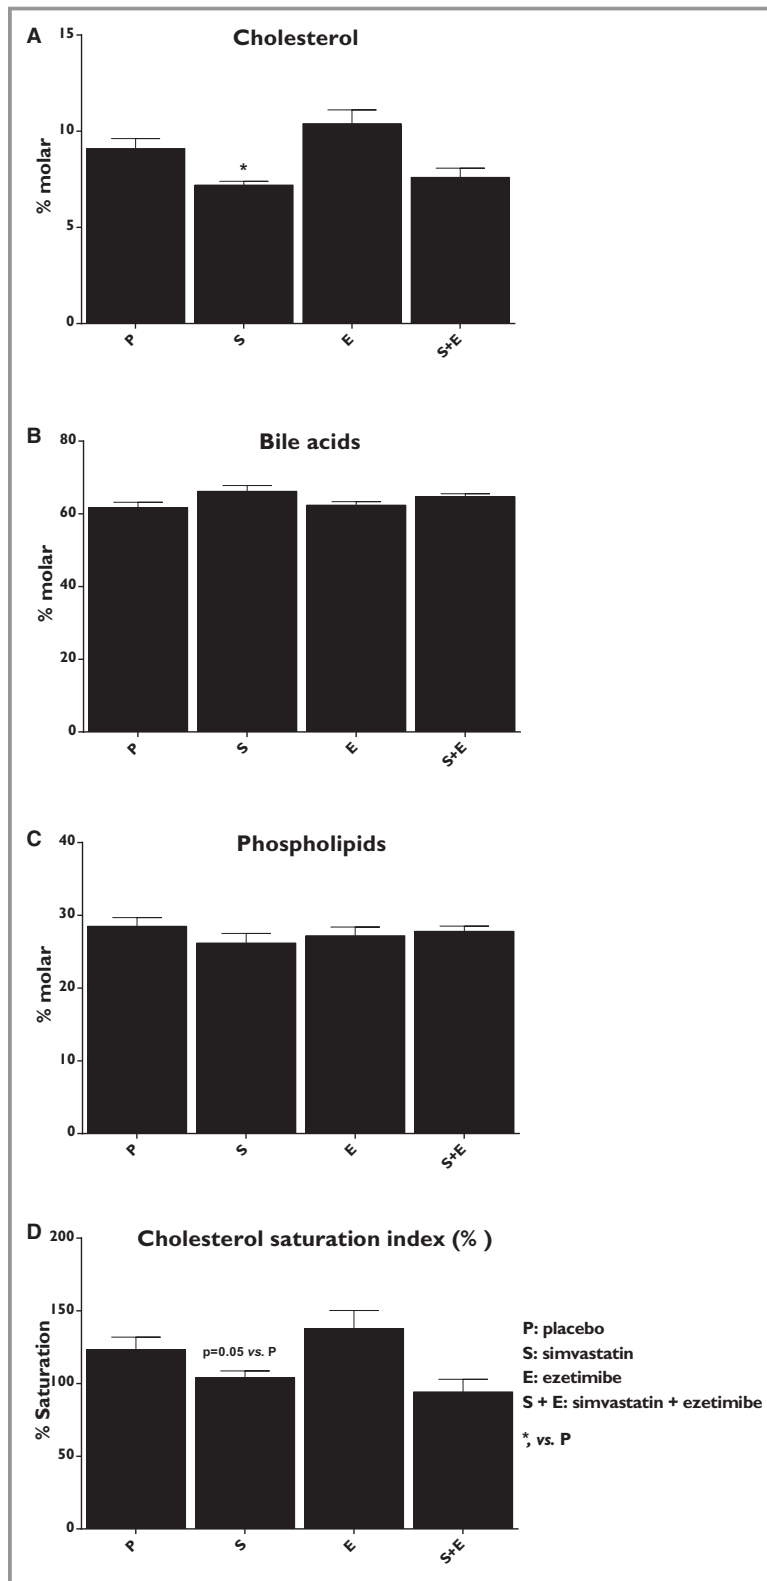 A
Cholesterol
15
10
5
0
% molar
*
P
S
E
S+E
B
Bile acids
80
60
40
20
0
% molar
P
S
E
S+E
C
Phospholipids
40
30
20
10
0
% molar
P
S
E
S+E
D
Cholesterol saturation index (% )
200
150
100
50
0
% Saturation
p=0.05 vs. P
P
S
E
S+E
P: placebo
S: simvastatin
E: ezetimibe
S + E: simvastatin + ezetimibe
*, vs. P